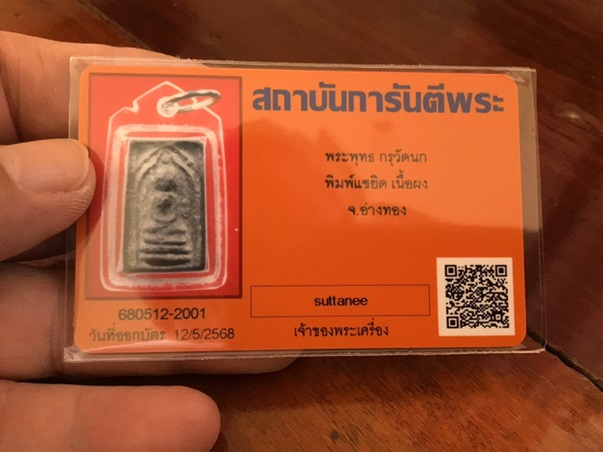 สถาบันการันตีพระ
พระพุทธ กรุวัดนก
พิมพ์แซยิด เนื้อผง
จ.อ่างทอง
suttanee
เจ้าของพระเครื่อง
680512-2001
วันที่ออกบัตร 12/5/2568